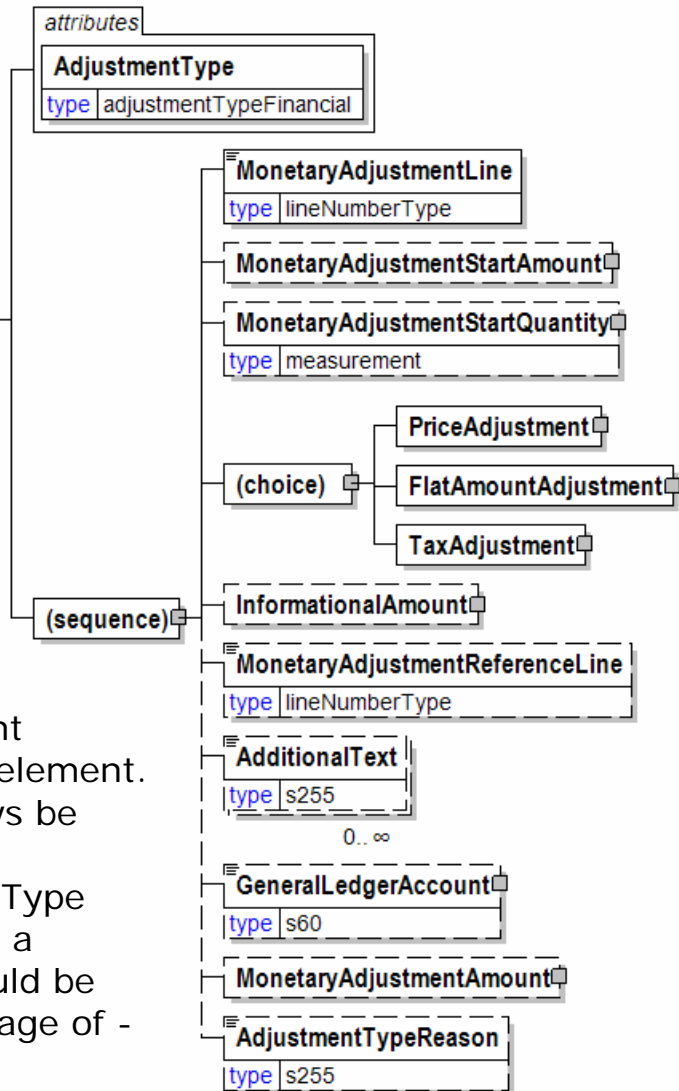 attributes
AdjustmentType
type adjustmentTypeFinancial
MonetaryAdjustmentLine
type lineNumberType
MonetaryAdjustmentStartAmount
MonetaryAdjustmentStartQuantity
type measurement
(choice)
PriceAdjustment
FlatAmountAdjustment
TaxAdjustment
(sequence)
InformationalAmount
MonetaryAdjustmentReferenceLine
type lineNumberType
AdditionalText
type s255
0.. ∞
GeneralLedgerAccount
type s60
MonetaryAdjustmentAmount
AdjustmentTypeReason
type s255
nt
element.
ys be
Type
a
uld be
age of -